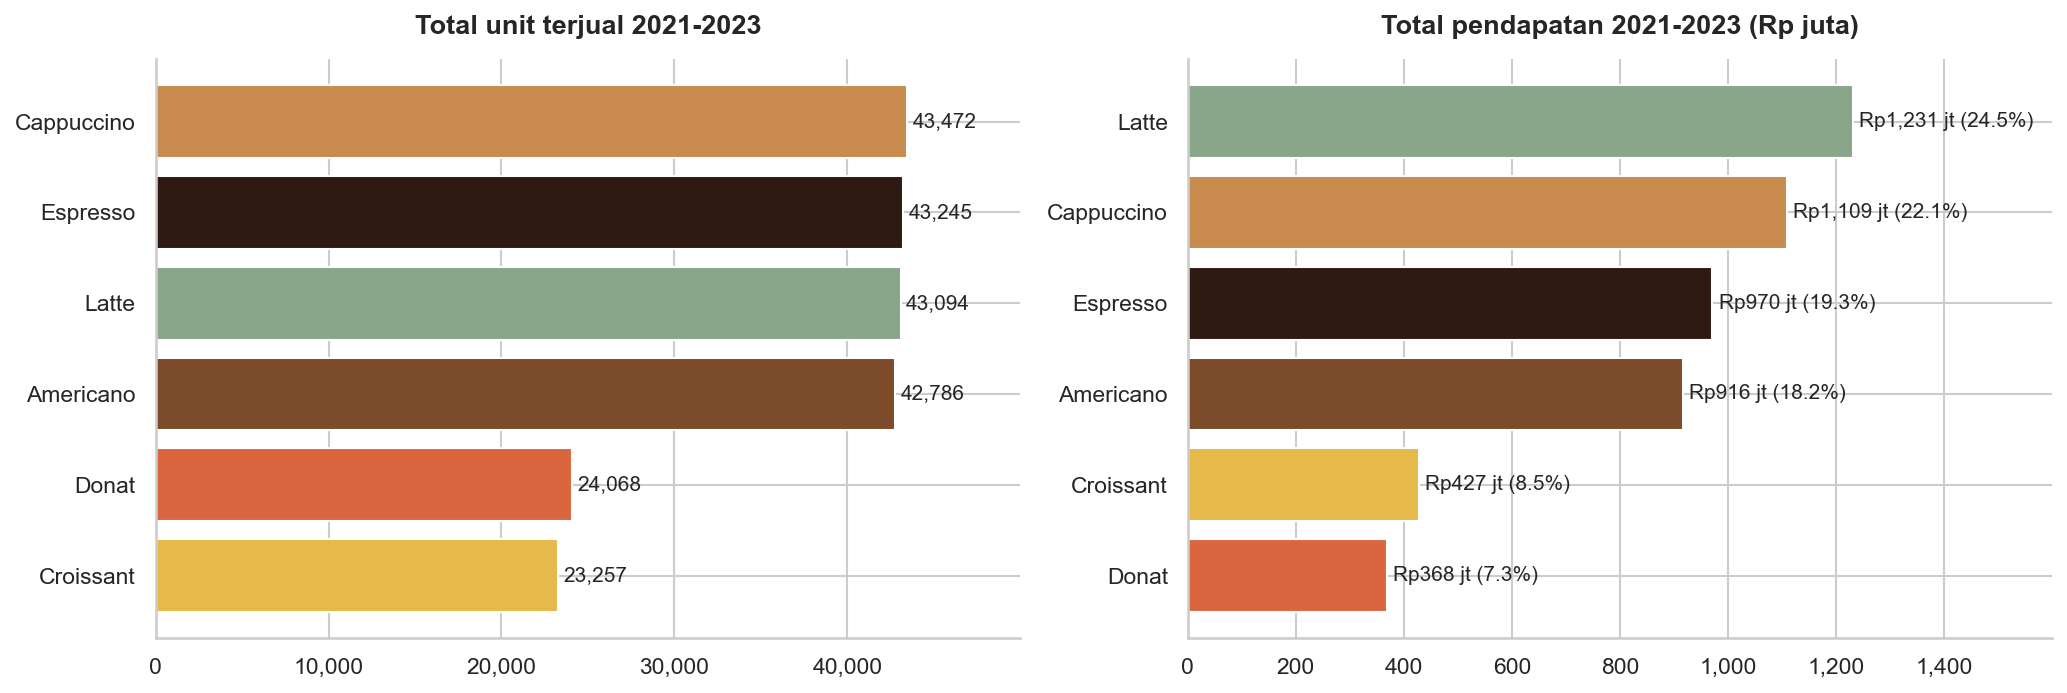 Total unit terjual 2021-2023
Cappuccino
43,472
Espresso
43,245
Latte
43,094
Americano
42,786
Donat
24,068
Croissant
23,257
0 10,000 20,000 30,000 40,000
Total pendapatan 2021-2023 (Rp juta)
Latte
Rp1,231 jt (24.5%)
Cappuccino
Rp1,109 jt (22.1%)
Espresso
Rp970 jt (19.3%)
Americano
Rp916 jt (18.2%)
Croissant
Rp427 jt (8.5%)
Donat
Rp368 jt (7.3%)
0 200 400 600 800 1,000 1,200 1,400